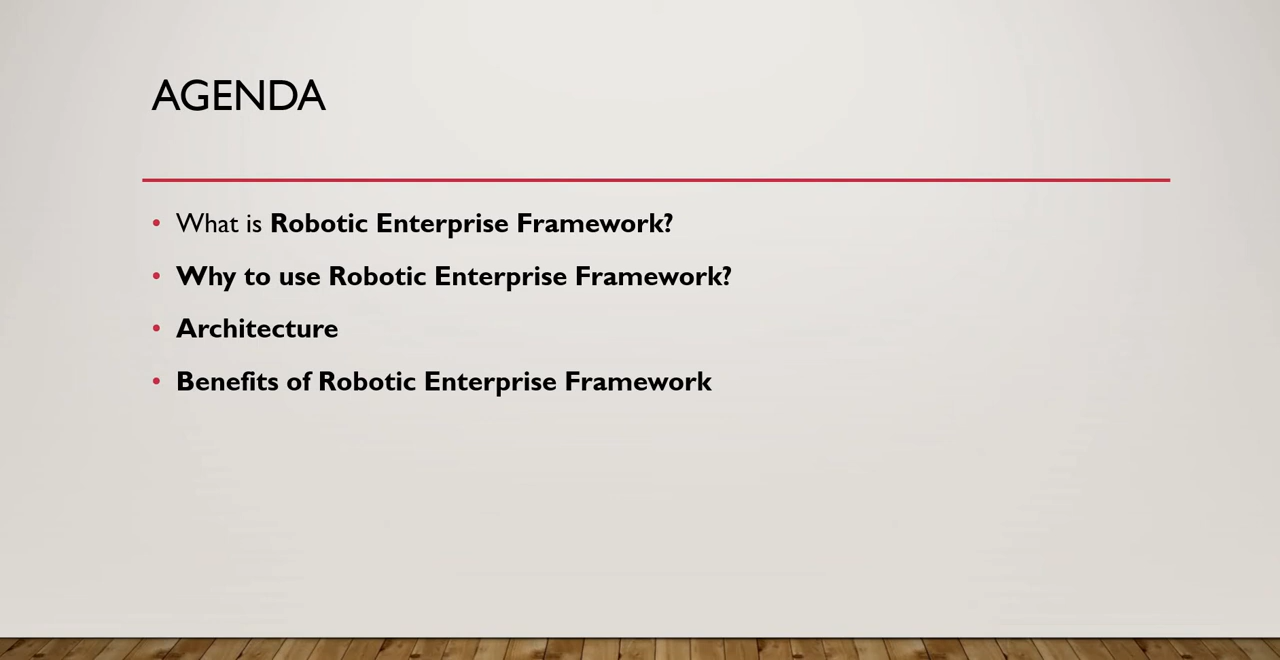 AGENDA
• What is Robotic Enterprise Framework?
• Why to use Robotic Enterprise Framework?
• Architecture
• Benefits of Robotic Enterprise Framework